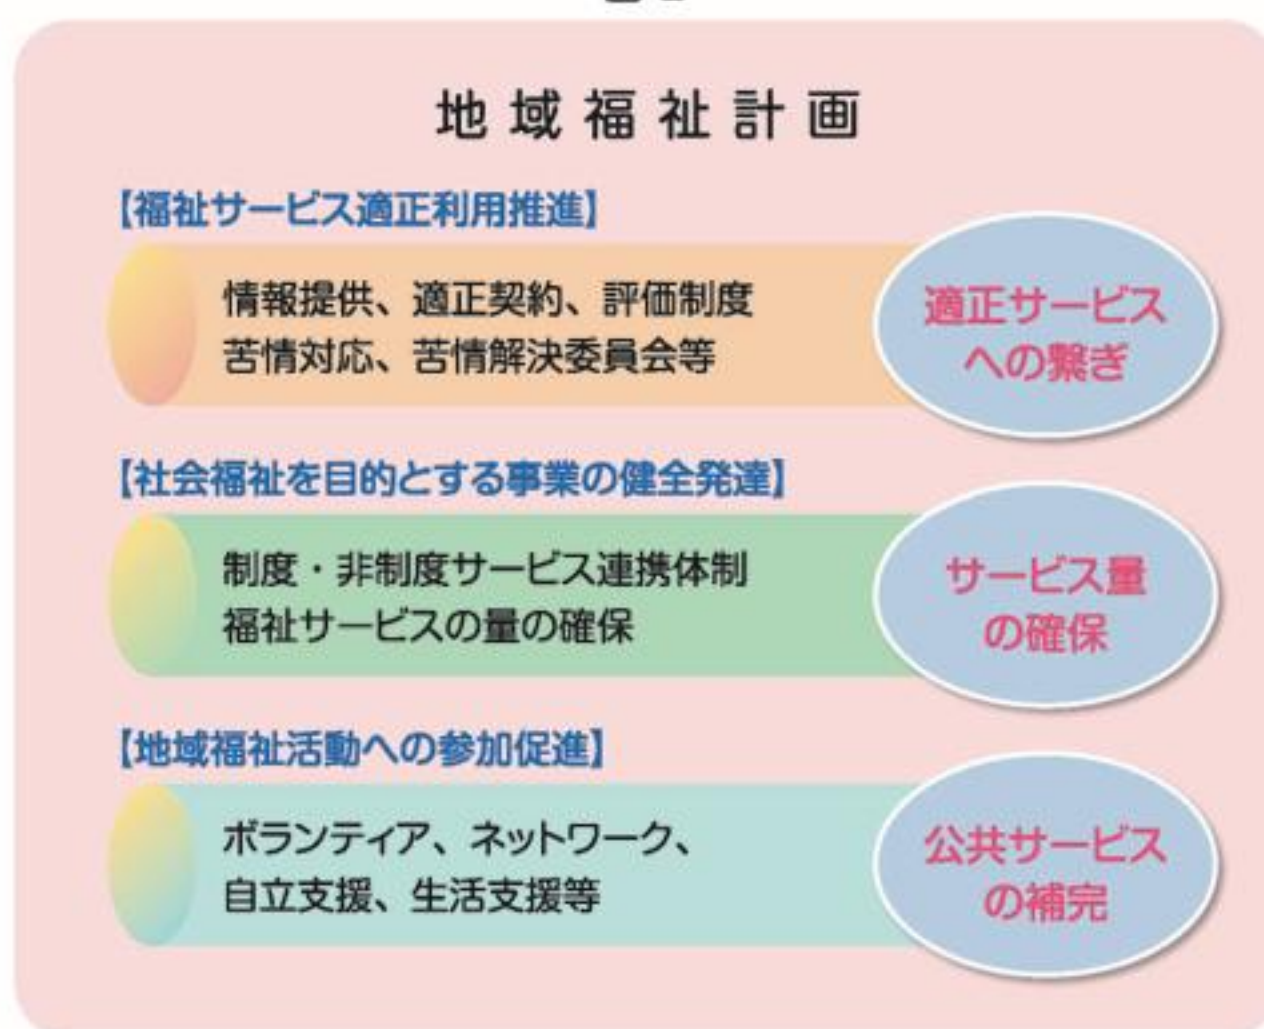 地域福祉計画
【福祉サービス適正利用推進】
情報提供、適正契約、評価制度
苦情対応、苦情解決委員会等
適正サービス
への繋ぎ
【社会福祉を目的とする事業の健全発達】
制度・非制度サービス連携体制
福祉サービスの量の確保
サービス量
の確保
【地域福祉活動への参加促進】
ボランティア、ネットワーク、
自立支援、生活支援等
公共サービス
の補完